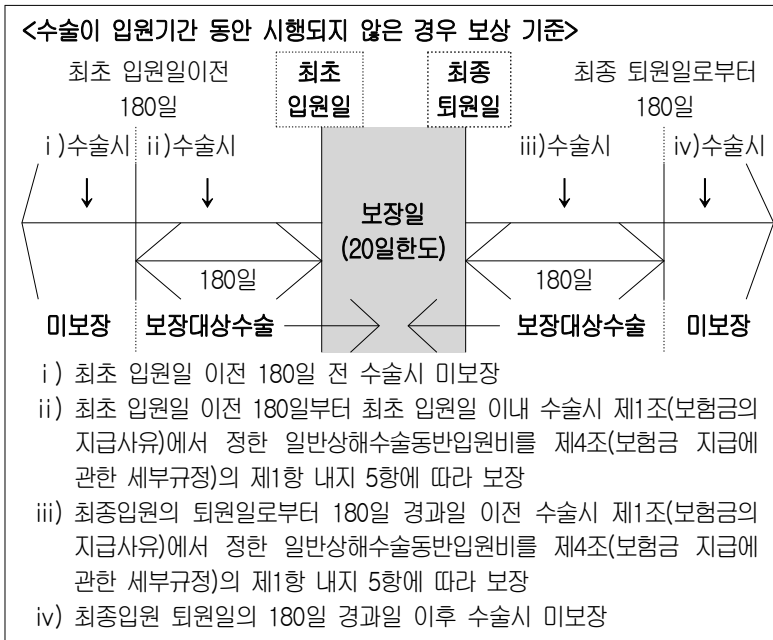 <수술이 입원기간 동안 시행되지 않은 경우 보상 기준>
최초 입원일이전
180일
최초
입원일
최종
퇴원일
최종 퇴원일로부터
180일
ⅰ)수술시
ⅱ)수술시
ⅲ)수술시
ⅳ)수술시
보장일
(20일한도)
180일
180일
미보장
보장대상수술
보장대상수술
미보장
ⅰ) 최초 입원일 이전 180일 전 수술시 미보장
ⅱ) 최초 입원일 이전 180일부터 최초 입원일 이내 수술시 제1조(보험금의
지급사유)에서 정한 일반상해수술동반입원비를 제4조(보험금 지급에
관한 세부규정)의 제1항 내지 5항에 따라 보장
ⅲ) 최종입원의 퇴원일로부터 180일 경과일 이전 수술시 제1조(보험금의
지급사유)에서 정한 일반상해수술동반입원비를 제4조(보험금 지급에
관한 세부규정)의 제1항 내지 5항에 따라 보장
ⅳ) 최종입원 퇴원일의 180일 경과일 이후 수술시 미보장